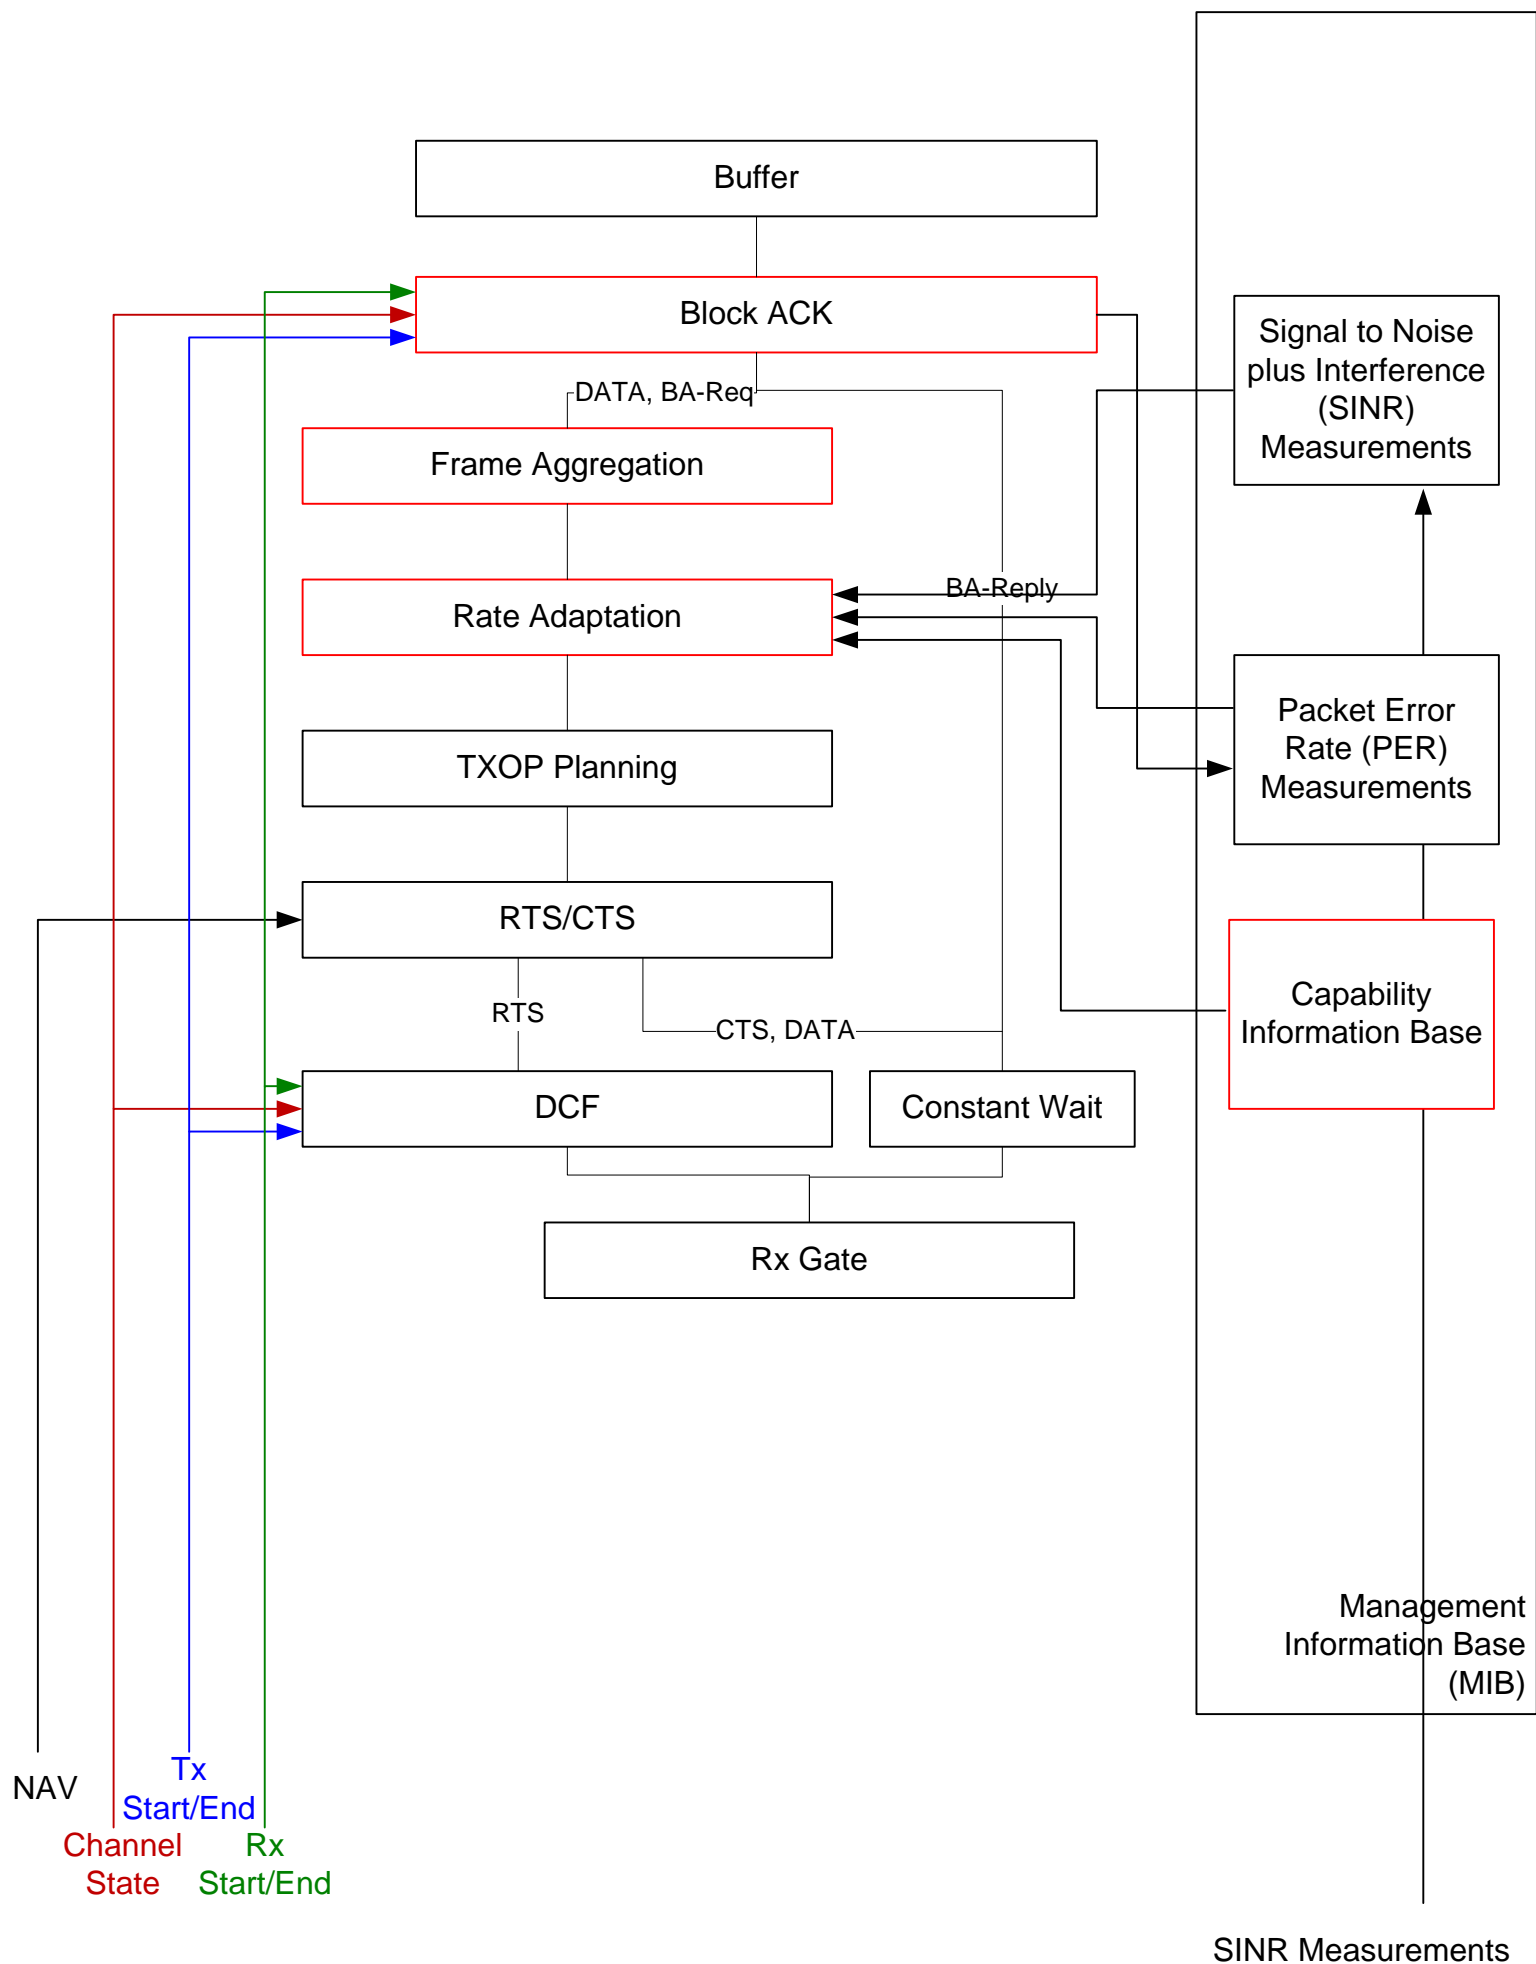 Buffer
Block ACK
Signal to Noise
plus Interference
(SINR)
Measurements
DATA, BA-Req
Frame Aggregation
BA-Reply
Rate Adaptation
Packet Error
Rate (PER)
Measurements
TXOP Planning
RTS/CTS
Capability
Information Base
RTS
CTS, DATA
DCF
Constant Wait
Rx Gate
Management
Information Base
(MIB)
NAV
Tx
Start/End
Channel
State
Rx
Start/End
SINR Measurements